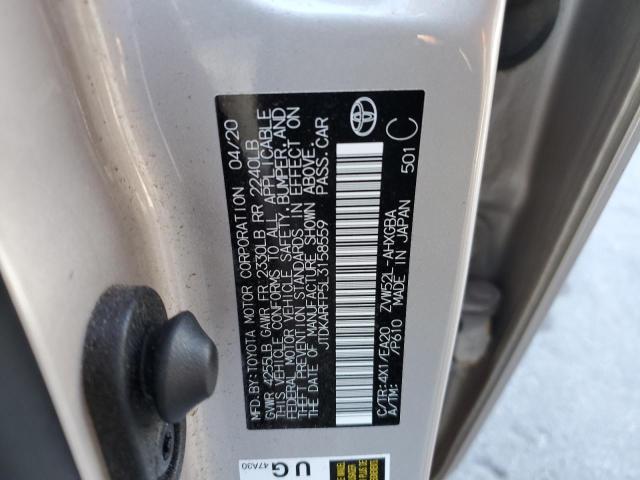 MFD.BY:TOYOTA MOTOR CORPORATION 04/20
GVWR 4255LB GAWR FR 2330LB RR 2240LB
THIS VEHICLE CONFORMS TO ALL APPLICABLE
FEDERAL MOTOR VEHICLE SAFETY, BUMPER, AND
THEFT PREVENTION STANDARDS IN EFFECT ON
THE DATE OF MANUFACTURE SHOWN ABOVE.
JTDKARFP5L3158559 PASS.CAR
C/TR:4X1/EA20 ZVW52L-AHXGBA
A/TM: /P610 MADE IN JAPAN 501 C
UG
47A30